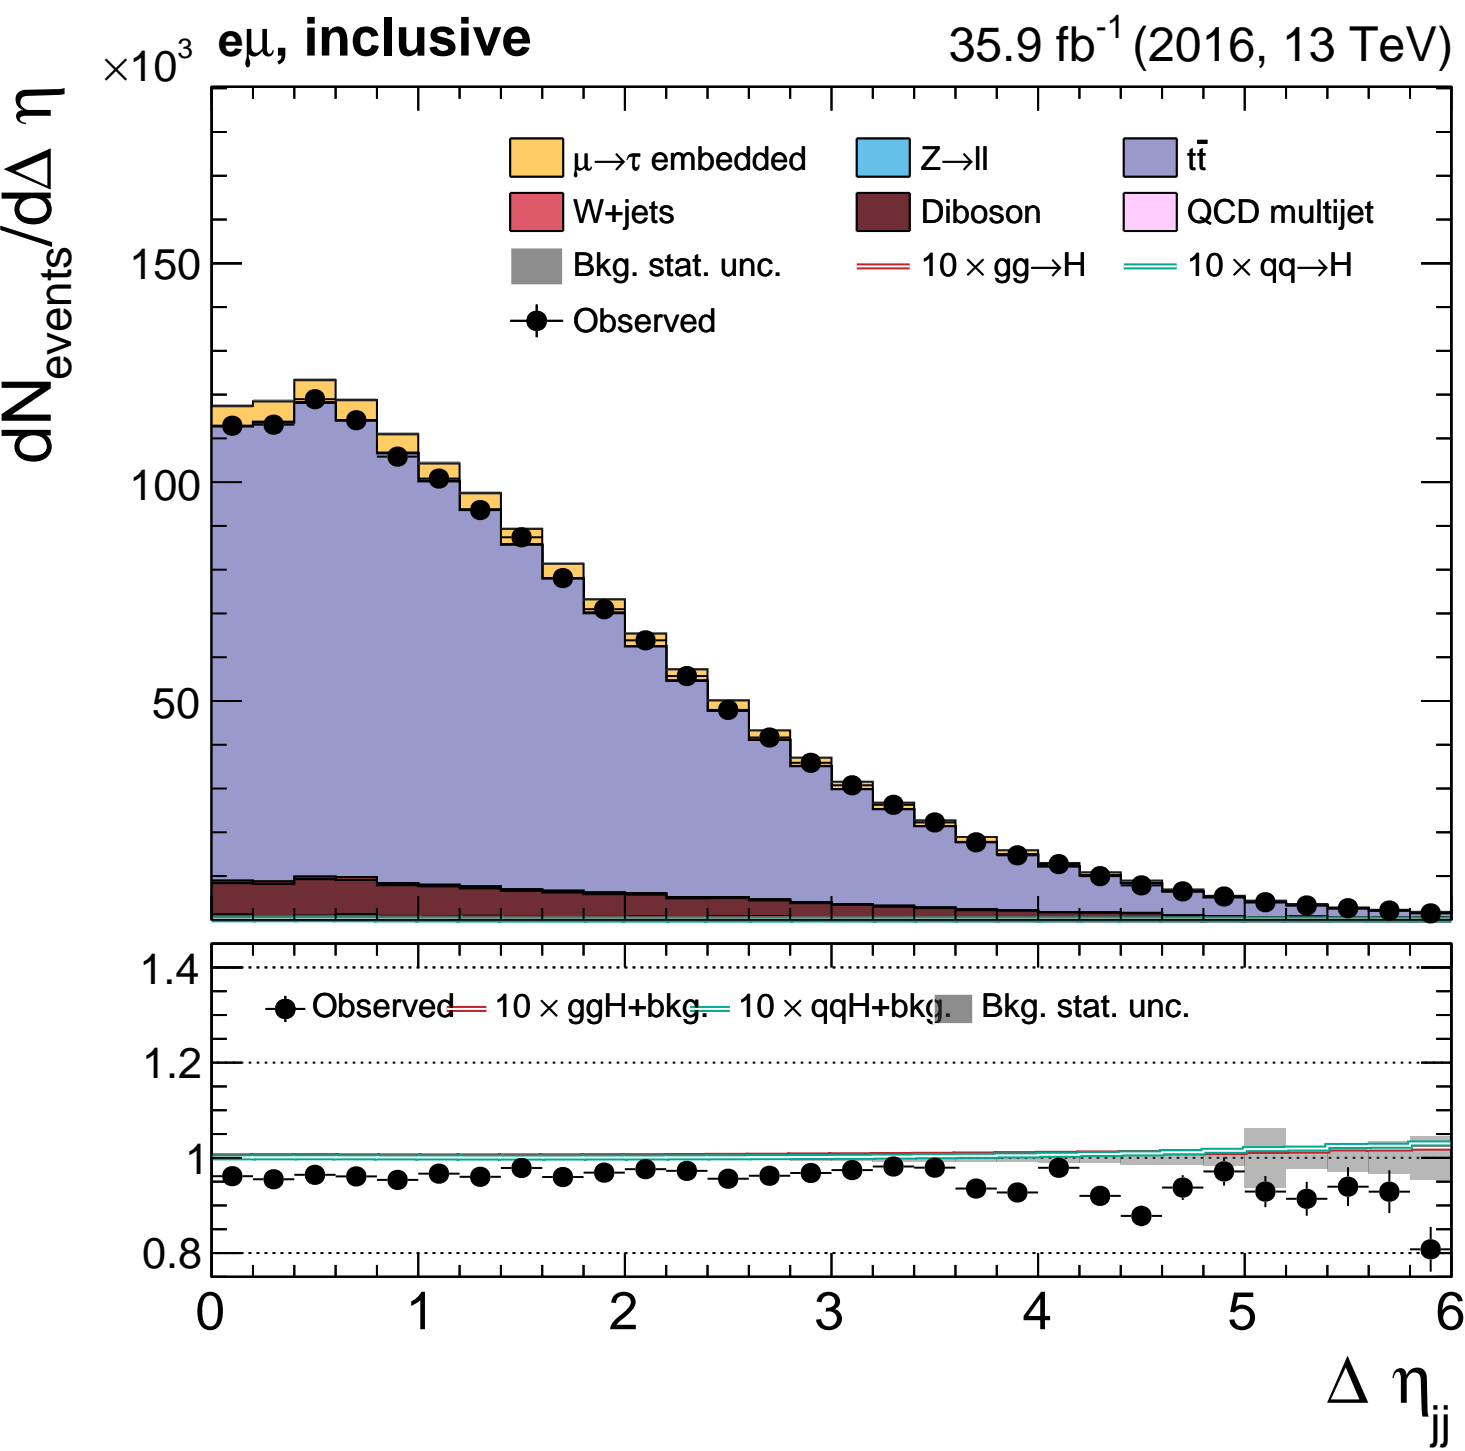 ×10³ eμ, inclusive 35.9 fb⁻¹ (2016, 13 TeV)
dN_events/dΔ η
μ→τ embedded Z→ll tt̄
W+jets Diboson QCD multijet
Bkg. stat. unc. 10 × gg→H 10 × qq→H
Observed
150
100
50
1.4
Observed 10 × ggH+bkg. 10 × qqH+bkg. Bkg. stat. unc.
1.2
1
0.8
0 1 2 3 4 5 6
Δ η_jj